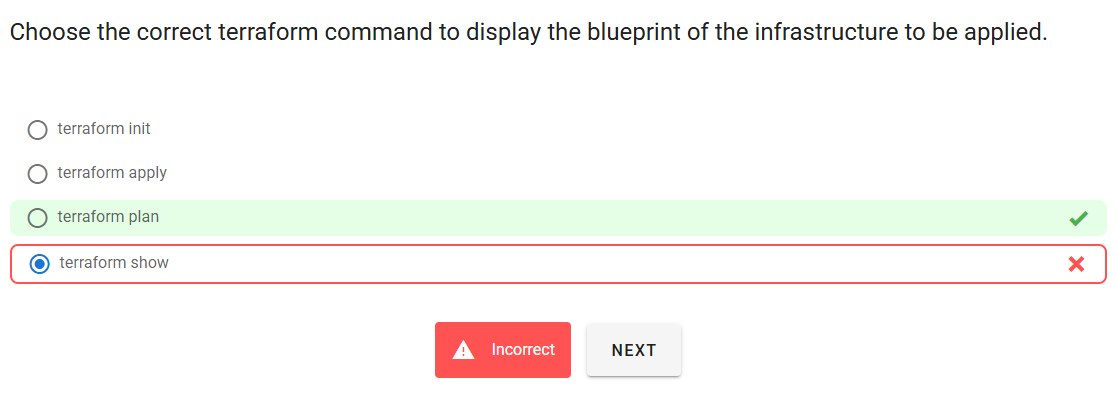 Choose the correct terraform command to display the blueprint of the infrastructure to be applied.
terraform init
terraform apply
terraform plan
terraform show
Incorrect
NEXT